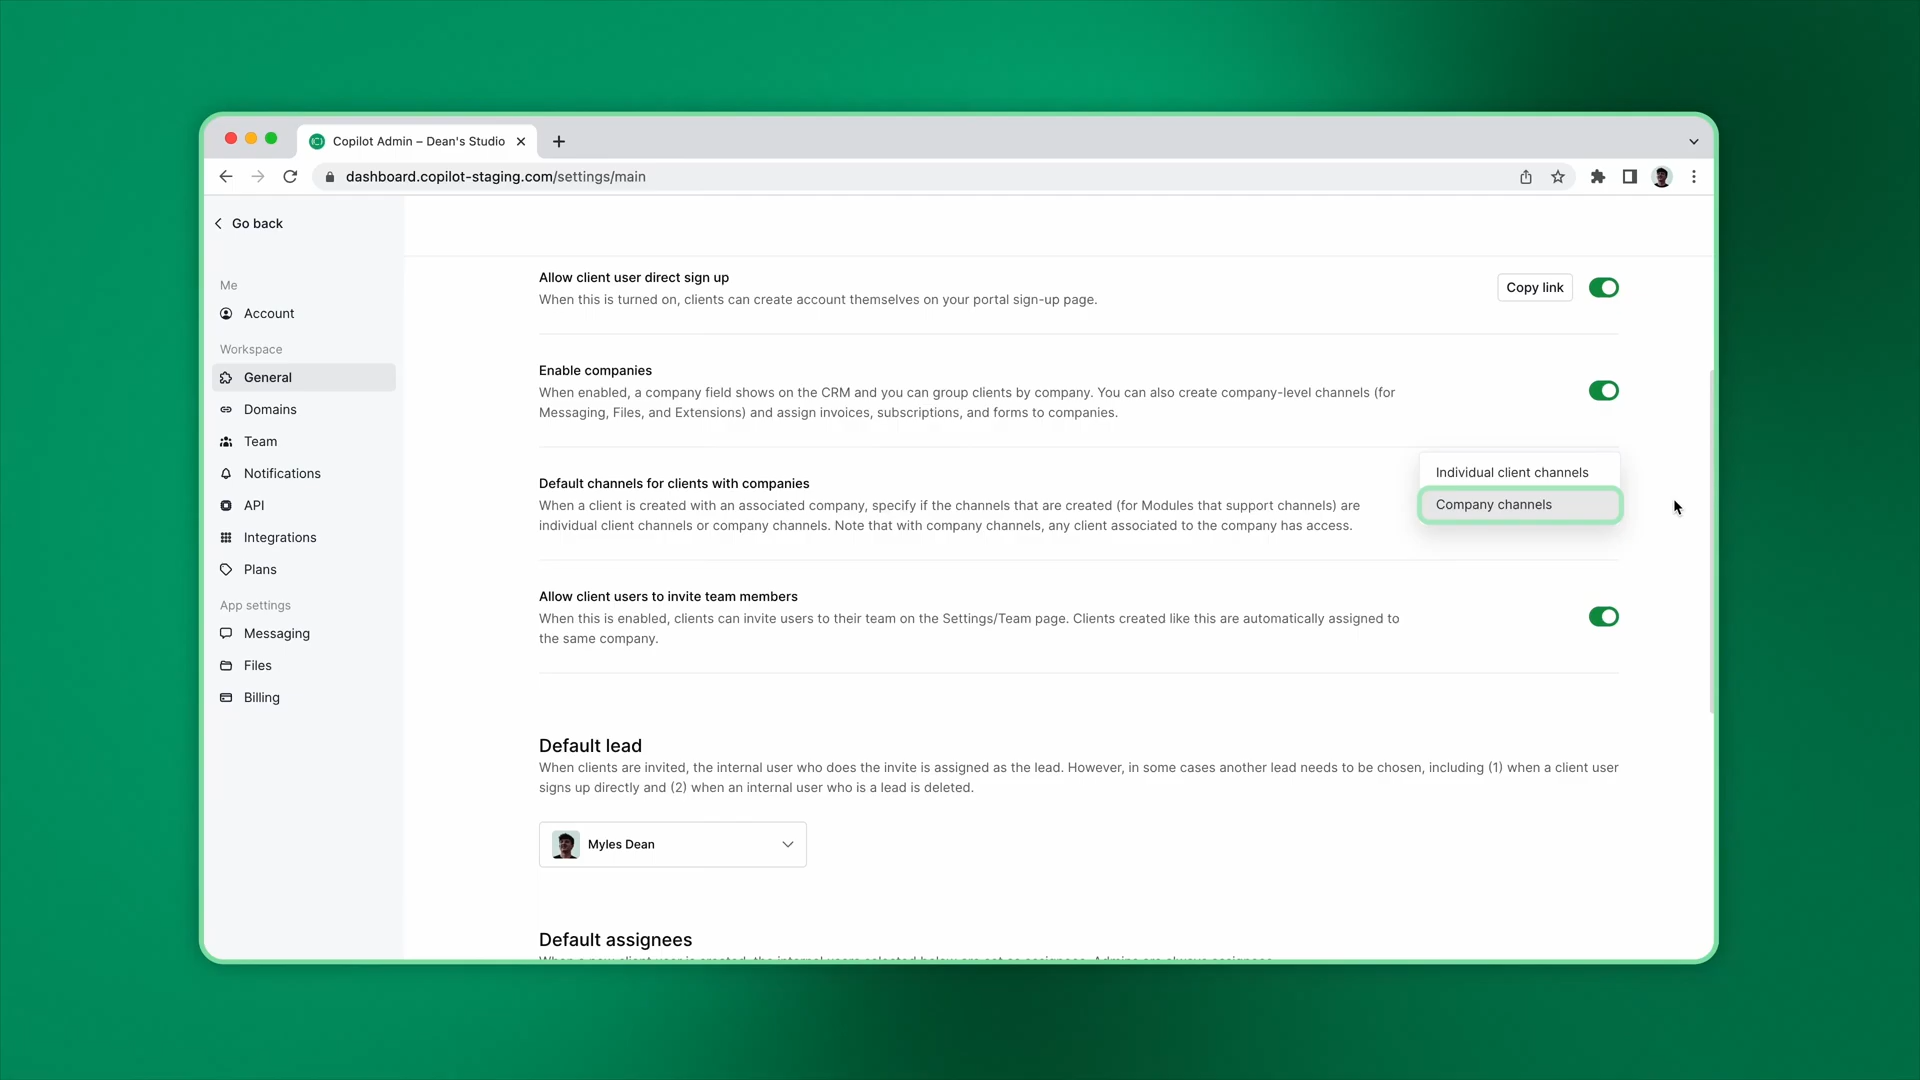 Copilot Admin – Dean's Studio
dashboard.copilot-staging.com/settings/main
Go back
Me
Account
Workspace
General
Domains
Team
Notifications
API
Integrations
Plans
App settings
Messaging
Files
Billing
Allow client user direct sign up
When this is turned on, clients can create account themselves on your portal sign-up page.
Copy link
Enable companies
When enabled, a company field shows on the CRM and you can group clients by company. You can also create company-level channels (for
Messaging, Files, and Extensions) and assign invoices, subscriptions, and forms to companies.
Default channels for clients with companies
When a client is created with an associated company, specify if the channels that are created (for Modules that support channels) are
individual client channels or company channels. Note that with company channels, any client associated to the company has access.
Individual client channels
Company channels
Allow client users to invite team members
When this is enabled, clients can invite users to their team on the Settings/Team page. Clients created like this are automatically assigned to
the same company.
Default lead
When clients are invited, the internal user who does the invite is assigned as the lead. However, in some cases another lead needs to be chosen, including (1) when a client user
signs up directly and (2) when an internal user who is a lead is deleted.
Myles Dean
Default assignees